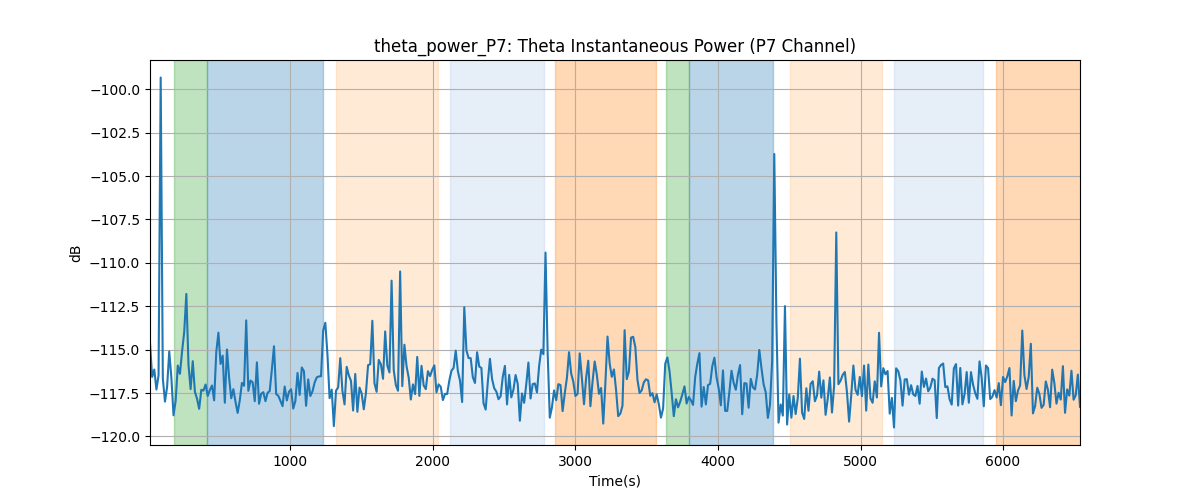 theta_power_P7: Theta Instantaneous Power (P7 Channel)
−100.0
−102.5
−105.0
−107.5
−110.0
−112.5
−115.0
−117.5
−120.0
dB
1000 2000 3000 4000 5000 6000
Time(s)